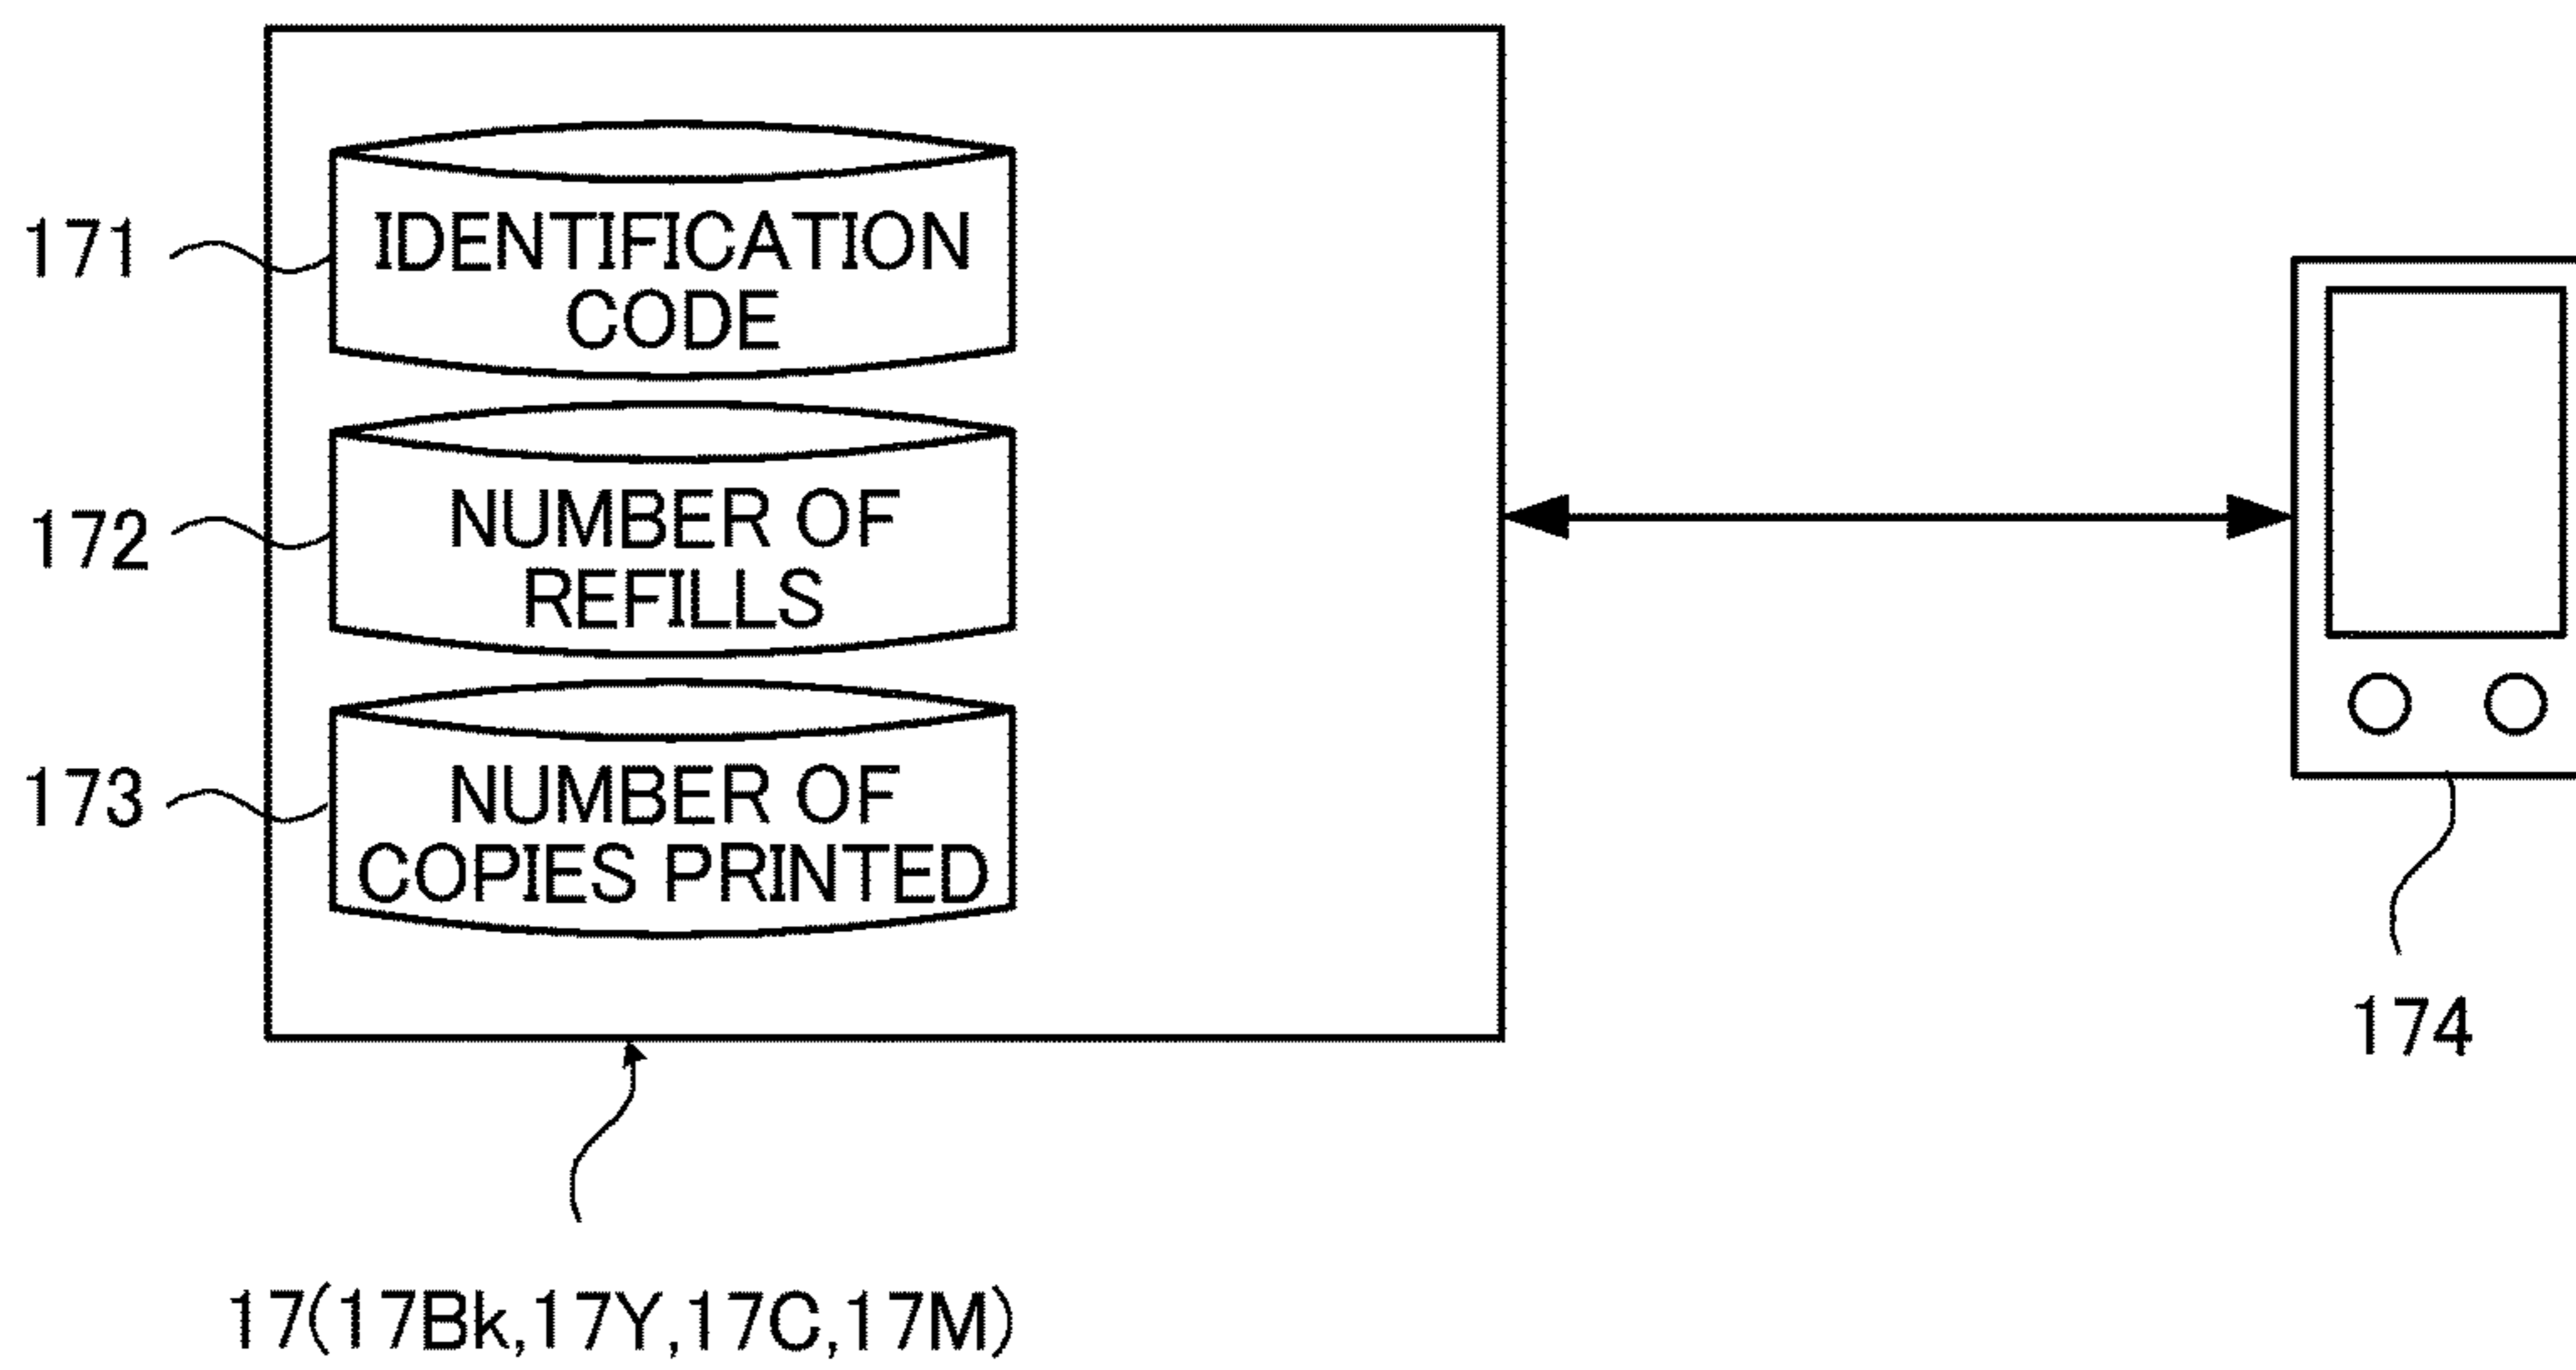 171
IDENTIFICATION
CODE
172
NUMBER OF
REFILLS
173
NUMBER OF
COPIES PRINTED
174
17(17Bk,17Y,17C,17M)